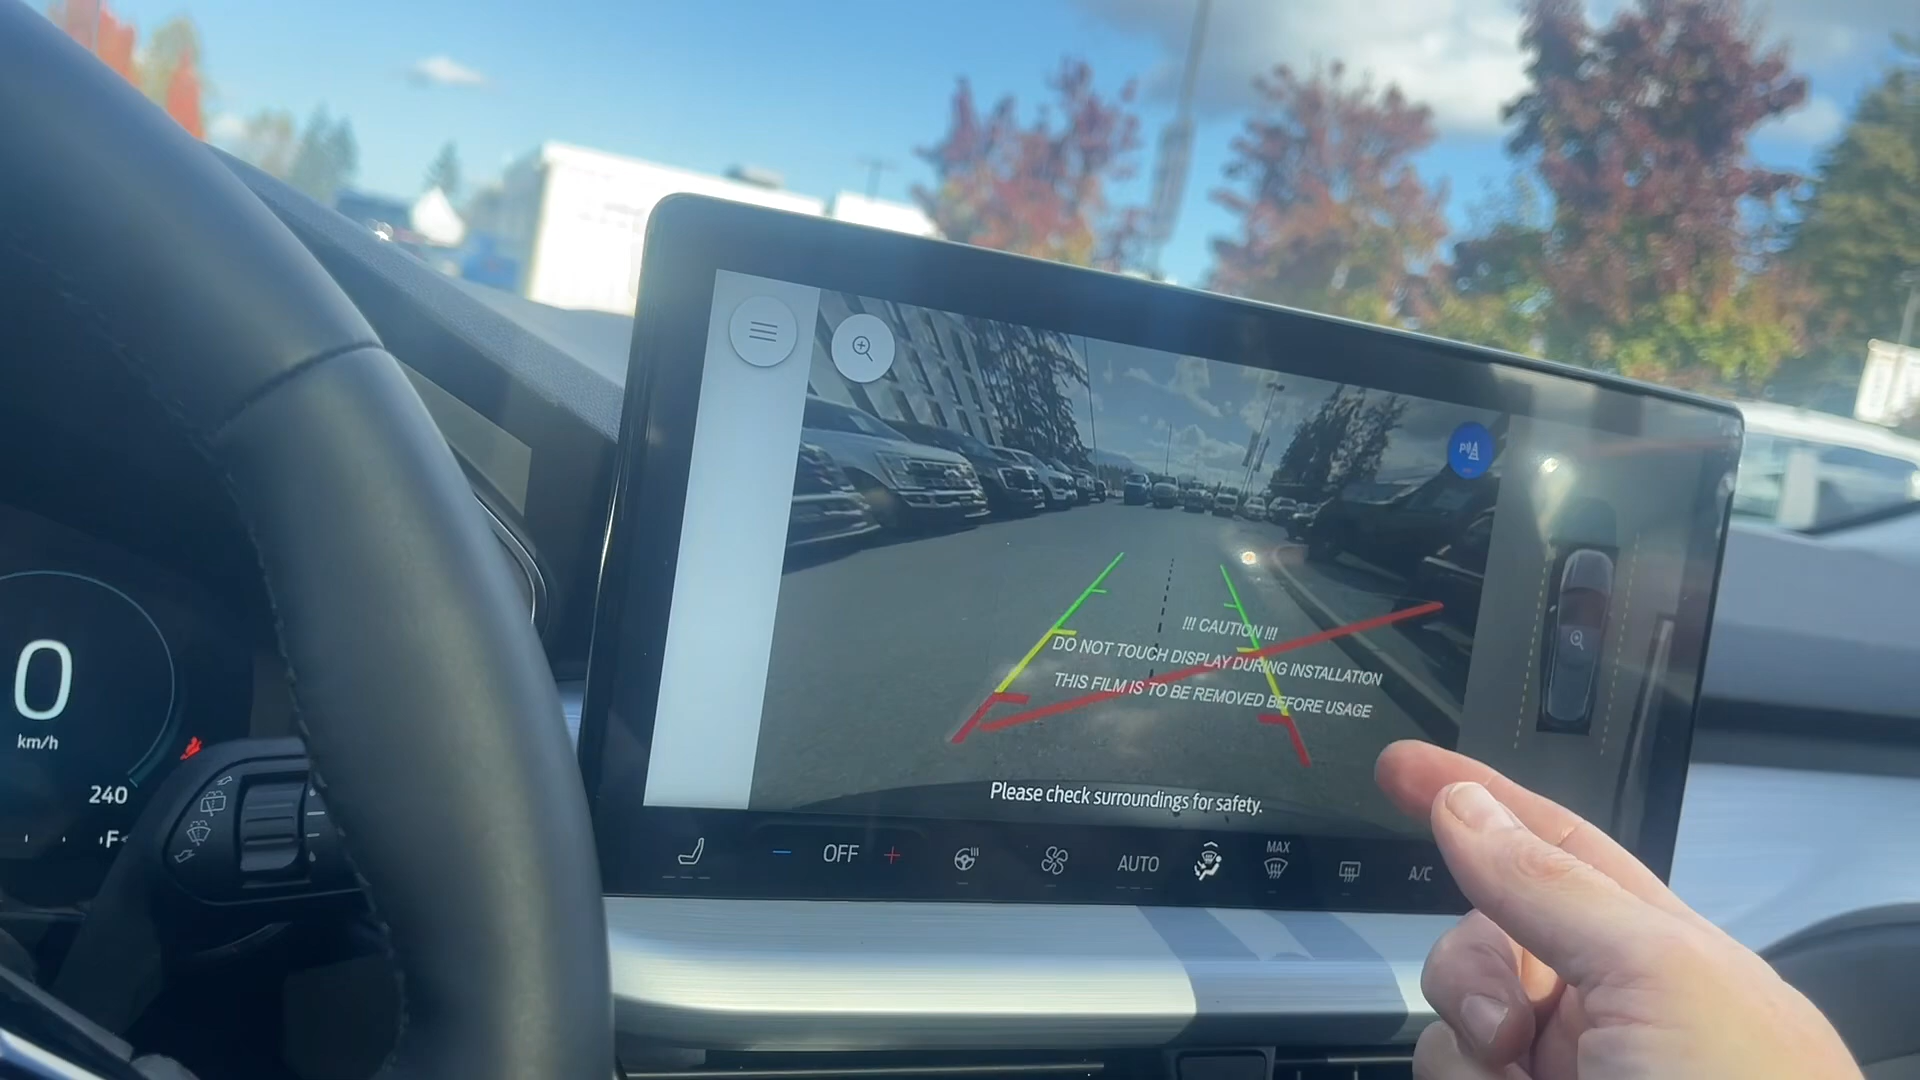 !!! CAUTION !!!
DO NOT TOUCH DISPLAY DURING INSTALLATION
THIS FILM IS TO BE REMOVED BEFORE USAGE
Please check surroundings for safety.
0
km/h
240
F
OFF
AUTO
MAX
A/C